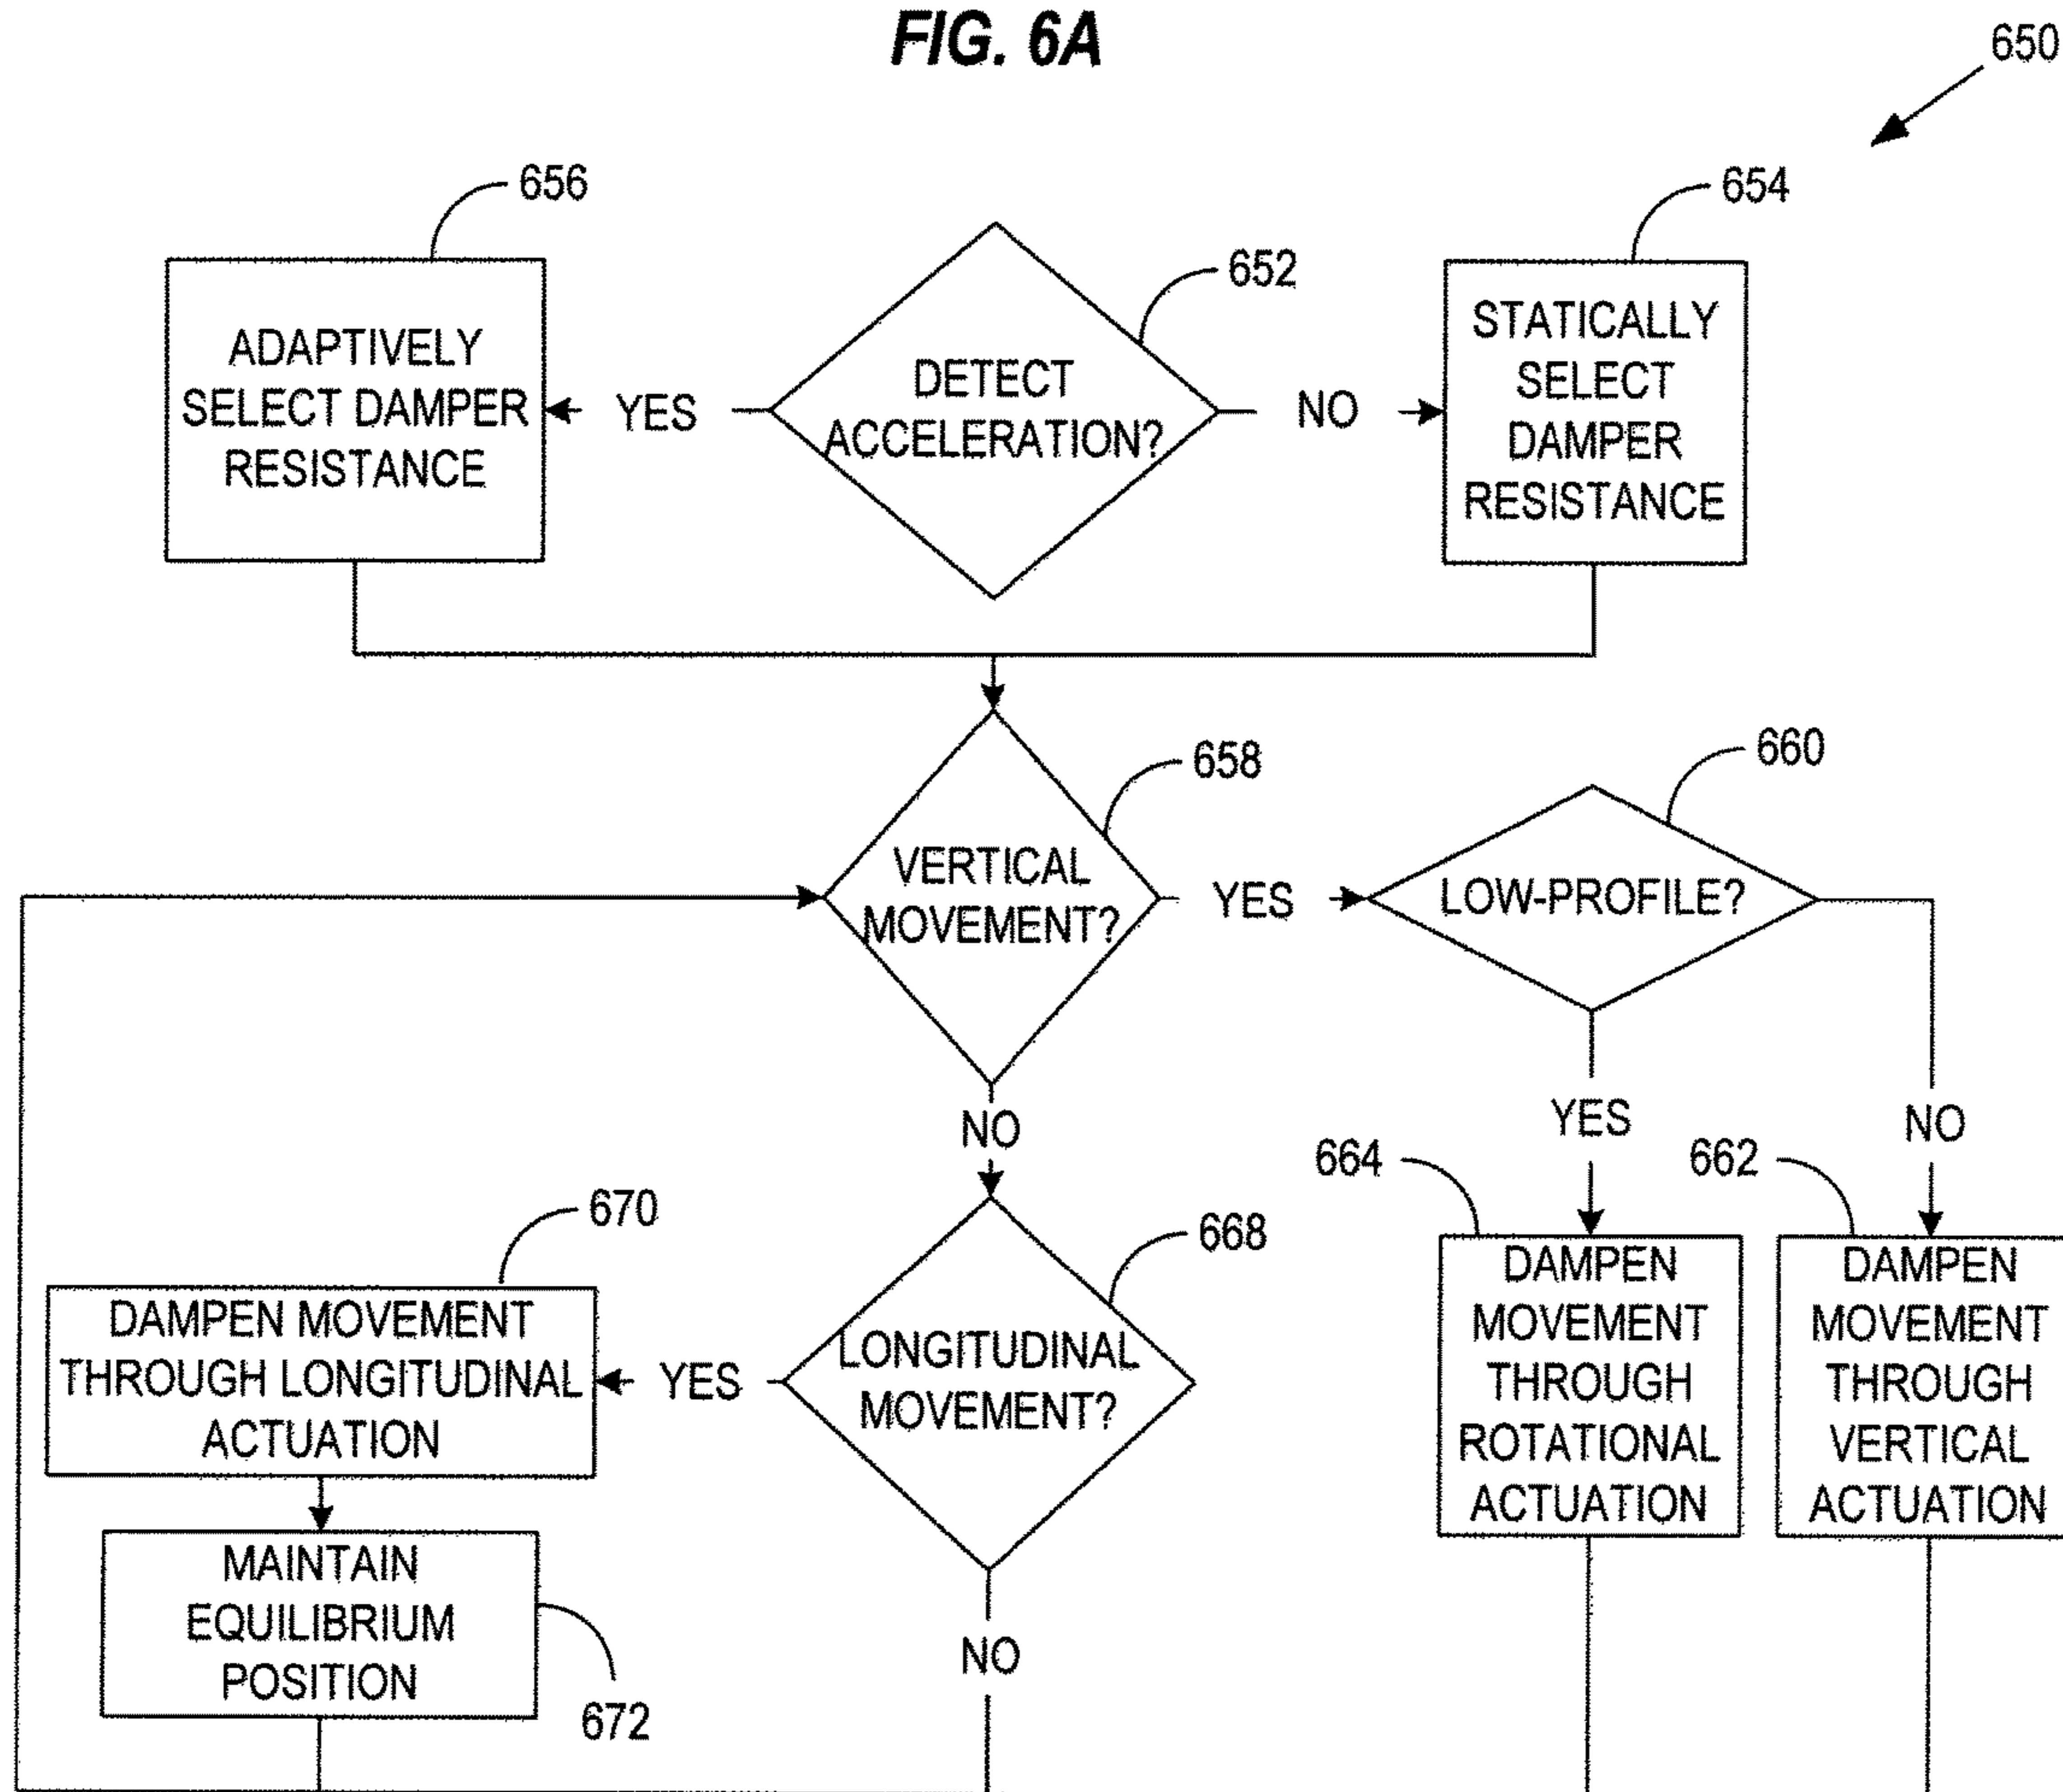 FIG. 6A
650
656
654
652
ADAPTIVELY
SELECT DAMPER
RESISTANCE
YES
DETECT
ACCELERATION?
NO
STATICALLY
SELECT
DAMPER
RESISTANCE
658
660
VERTICAL
MOVEMENT?
YES
LOW-PROFILE?
NO
YES
NO
664
662
670
668
DAMPEN MOVEMENT
THROUGH LONGITUDINAL
ACTUATION
YES
LONGITUDINAL
MOVEMENT?
DAMPEN
MOVEMENT
THROUGH
ROTATIONAL
ACTUATION
DAMPEN
MOVEMENT
THROUGH
VERTICAL
ACTUATION
MAINTAIN
EQUILIBRIUM
POSITION
672
NO